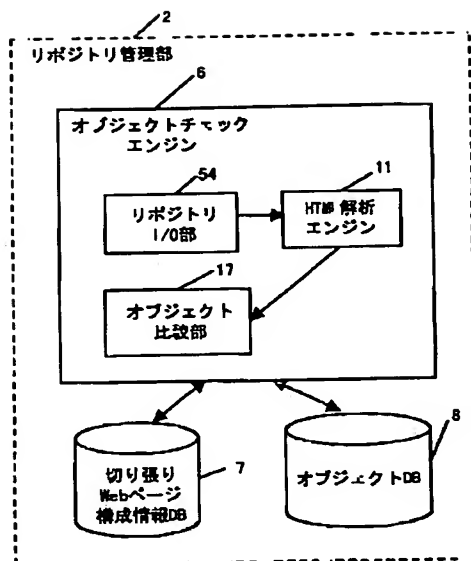 2
リポジトリ管理部
6
オブジェクトチェック
エンジン
54
リポジトリ
I/O部
11
HTML解析
エンジン
17
オブジェクト
比較部
切り張り
Webページ
構成情報DB
7
オブジェクトDB
8